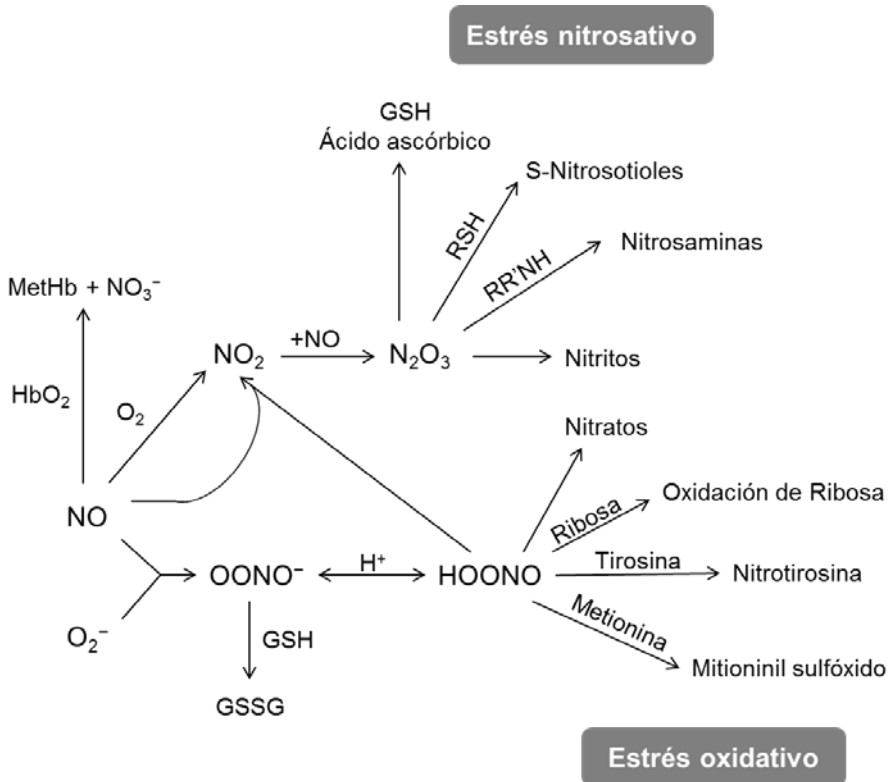 Estrés nitrosativo
GSH
Ácido ascórbico
S-Nitrosotioles
RSH
Nitrosaminas
RR'NH
MetHb + NO₃⁻
+NO
NO₂
N₂O₃
Nitritos
HbO₂
O₂
Nitratos
NO
Ribosa
Oxidación de Ribosa
OONO⁻
H⁺
HOONO
Tirosina
Nitrotirosina
O₂⁻
GSH
Metionina
Mitioninil sulfóxido
GSSG
Estrés oxidativo